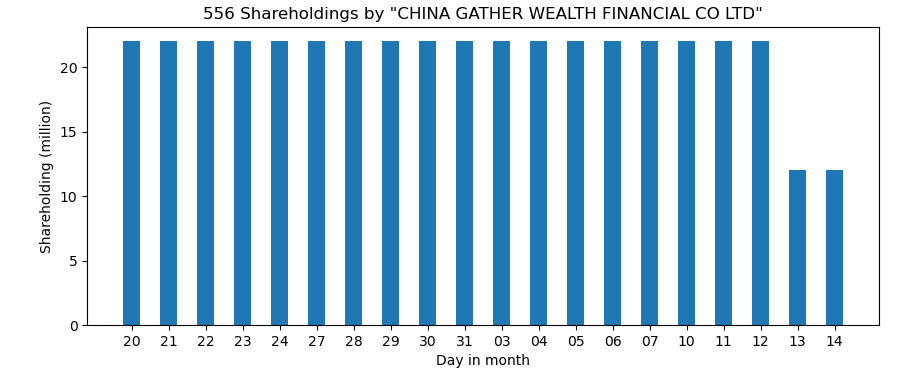 556 Shareholdings by "CHINA GATHER WEALTH FINANCIAL CO LTD"
Shareholding (million)
20
15
10
5
0
20 21 22 23 24 27 28 29 30 31 03 04 05 06 07 10 11 12 13 14
Day in month